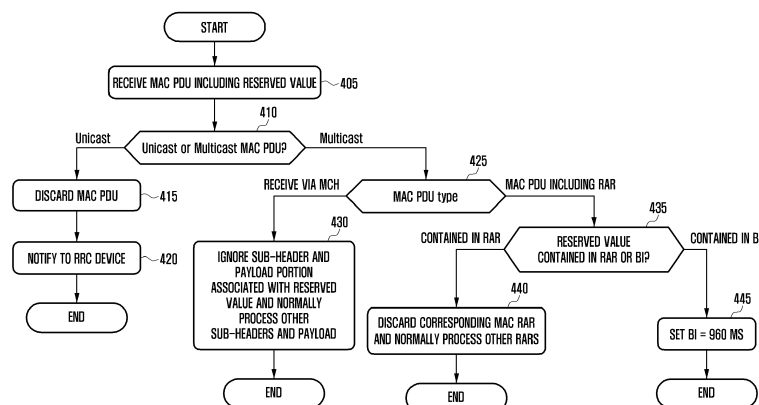 START
RECEIVE MAC PDU INCLUDING RESERVED VALUE
405
410
Unicast or Multicast MAC PDU?
Unicast
Multicast
DISCARD MAC PDU
415
NOTIFY TO RRC DEVICE
420
END
425
MAC PDU type
RECEIVE VIA MCH
MAC PDU INCLUDING RAR
430
IGNORE SUB-HEADER AND
PAYLOAD PORTION
ASSOCIATED WITH RESERVED
VALUE AND NORMALLY
PROCESS OTHER
SUB-HEADERS AND PAYLOAD
END
435
RESERVED VALUE
CONTAINED IN RAR OR BI?
CONTAINED IN RAR
CONTAINED IN B
440
DISCARD CORRESPONDING MAC RAR
AND NORMALLY PROCESS OTHER RARS
END
445
SET BI = 960 MS
END